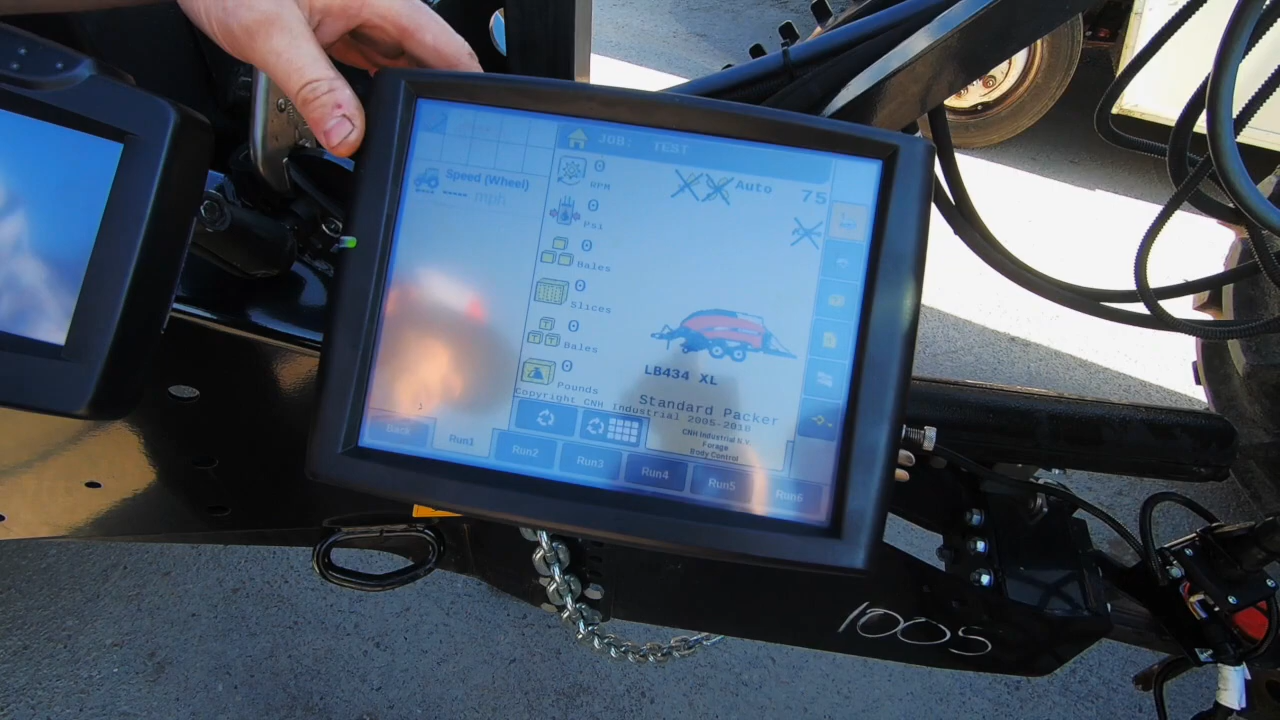 JOB: TEST
Speed (Wheel)
----- mph
0
RPM
Auto
75
0
Psi
0
Bales
0
Slices
0
Bales
0
Pounds
LB434 XL
Standard Packer
Copyright CNH Industrial 2005-2018
CNH Industrial N.V.
Forage
Body Control
Back
Run1
Run2
Run3
Run4
Run5
Run6
1005